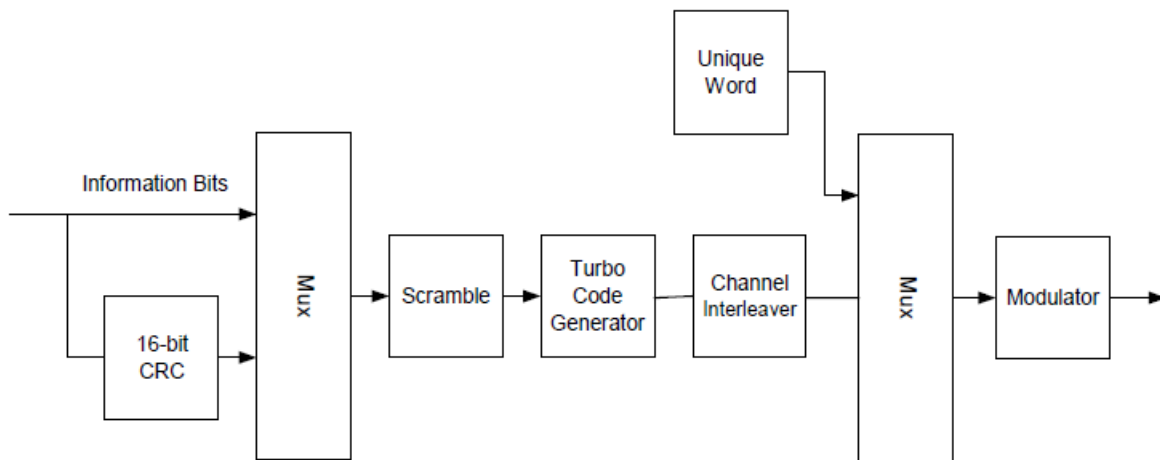 Unique
Word
Information Bits
16-bit
CRC
Mux
Scramble
Turbo
Code
Generator
Channel
Interleaver
Mux
Modulator